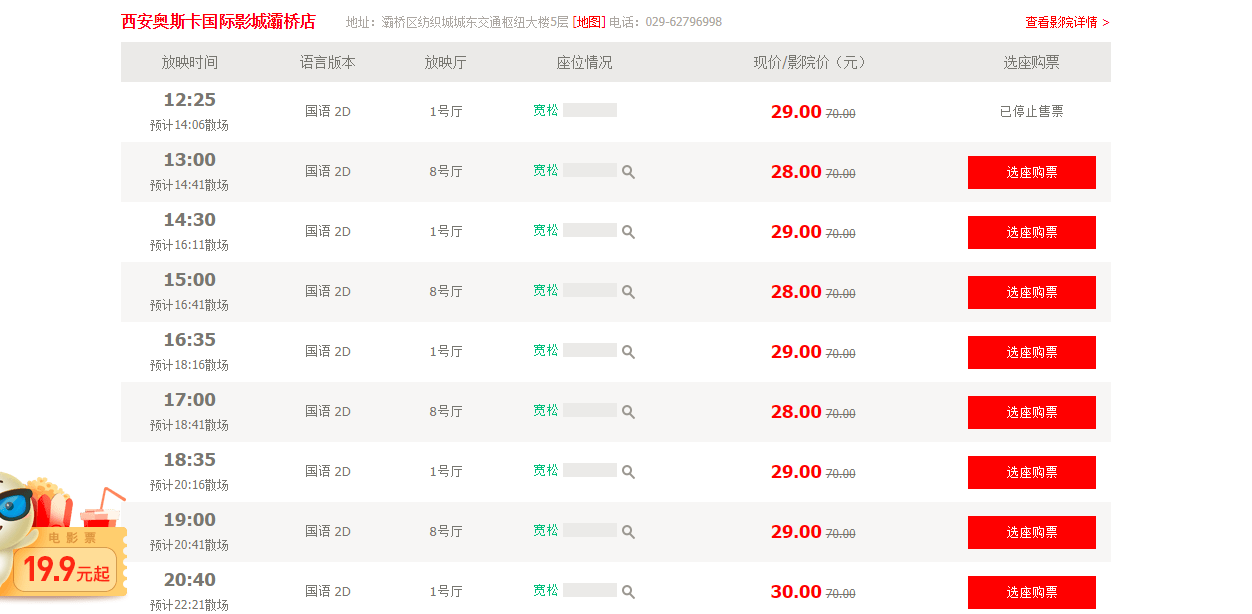 西安奥斯卡国际影城灞桥店 地址：灞桥区纺织城城东交通枢纽大楼5层 [地图] 电话：029-62796998 查看影院详情 >
放映时间 语言版本 放映厅 座位情况 现价/影院价（元） 选座购票
12:25
预计14:06散场 国语 2D 1号厅 宽松 29.00 70.00 已停止售票
13:00
预计14:41散场 国语 2D 8号厅 宽松 28.00 70.00 选座购票
14:30
预计16:11散场 国语 2D 1号厅 宽松 29.00 70.00 选座购票
15:00
预计16:41散场 国语 2D 8号厅 宽松 28.00 70.00 选座购票
16:35
预计18:16散场 国语 2D 1号厅 宽松 29.00 70.00 选座购票
17:00
预计18:41散场 国语 2D 8号厅 宽松 28.00 70.00 选座购票
18:35
预计20:16散场 国语 2D 1号厅 宽松 29.00 70.00 选座购票
19:00
预计20:41散场 国语 2D 8号厅 宽松 29.00 70.00 选座购票
20:40
预计22:21散场 国语 2D 1号厅 宽松 30.00 70.00 选座购票
电影票
19.9元起